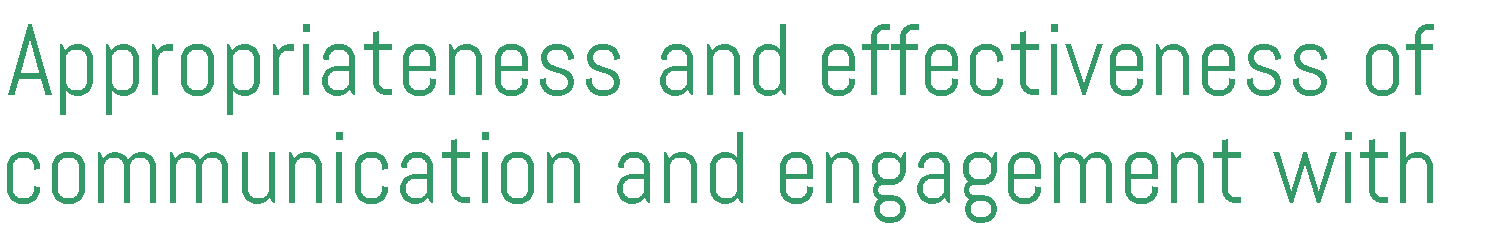 Appropriateness and effectiveness of
communication and engagement with